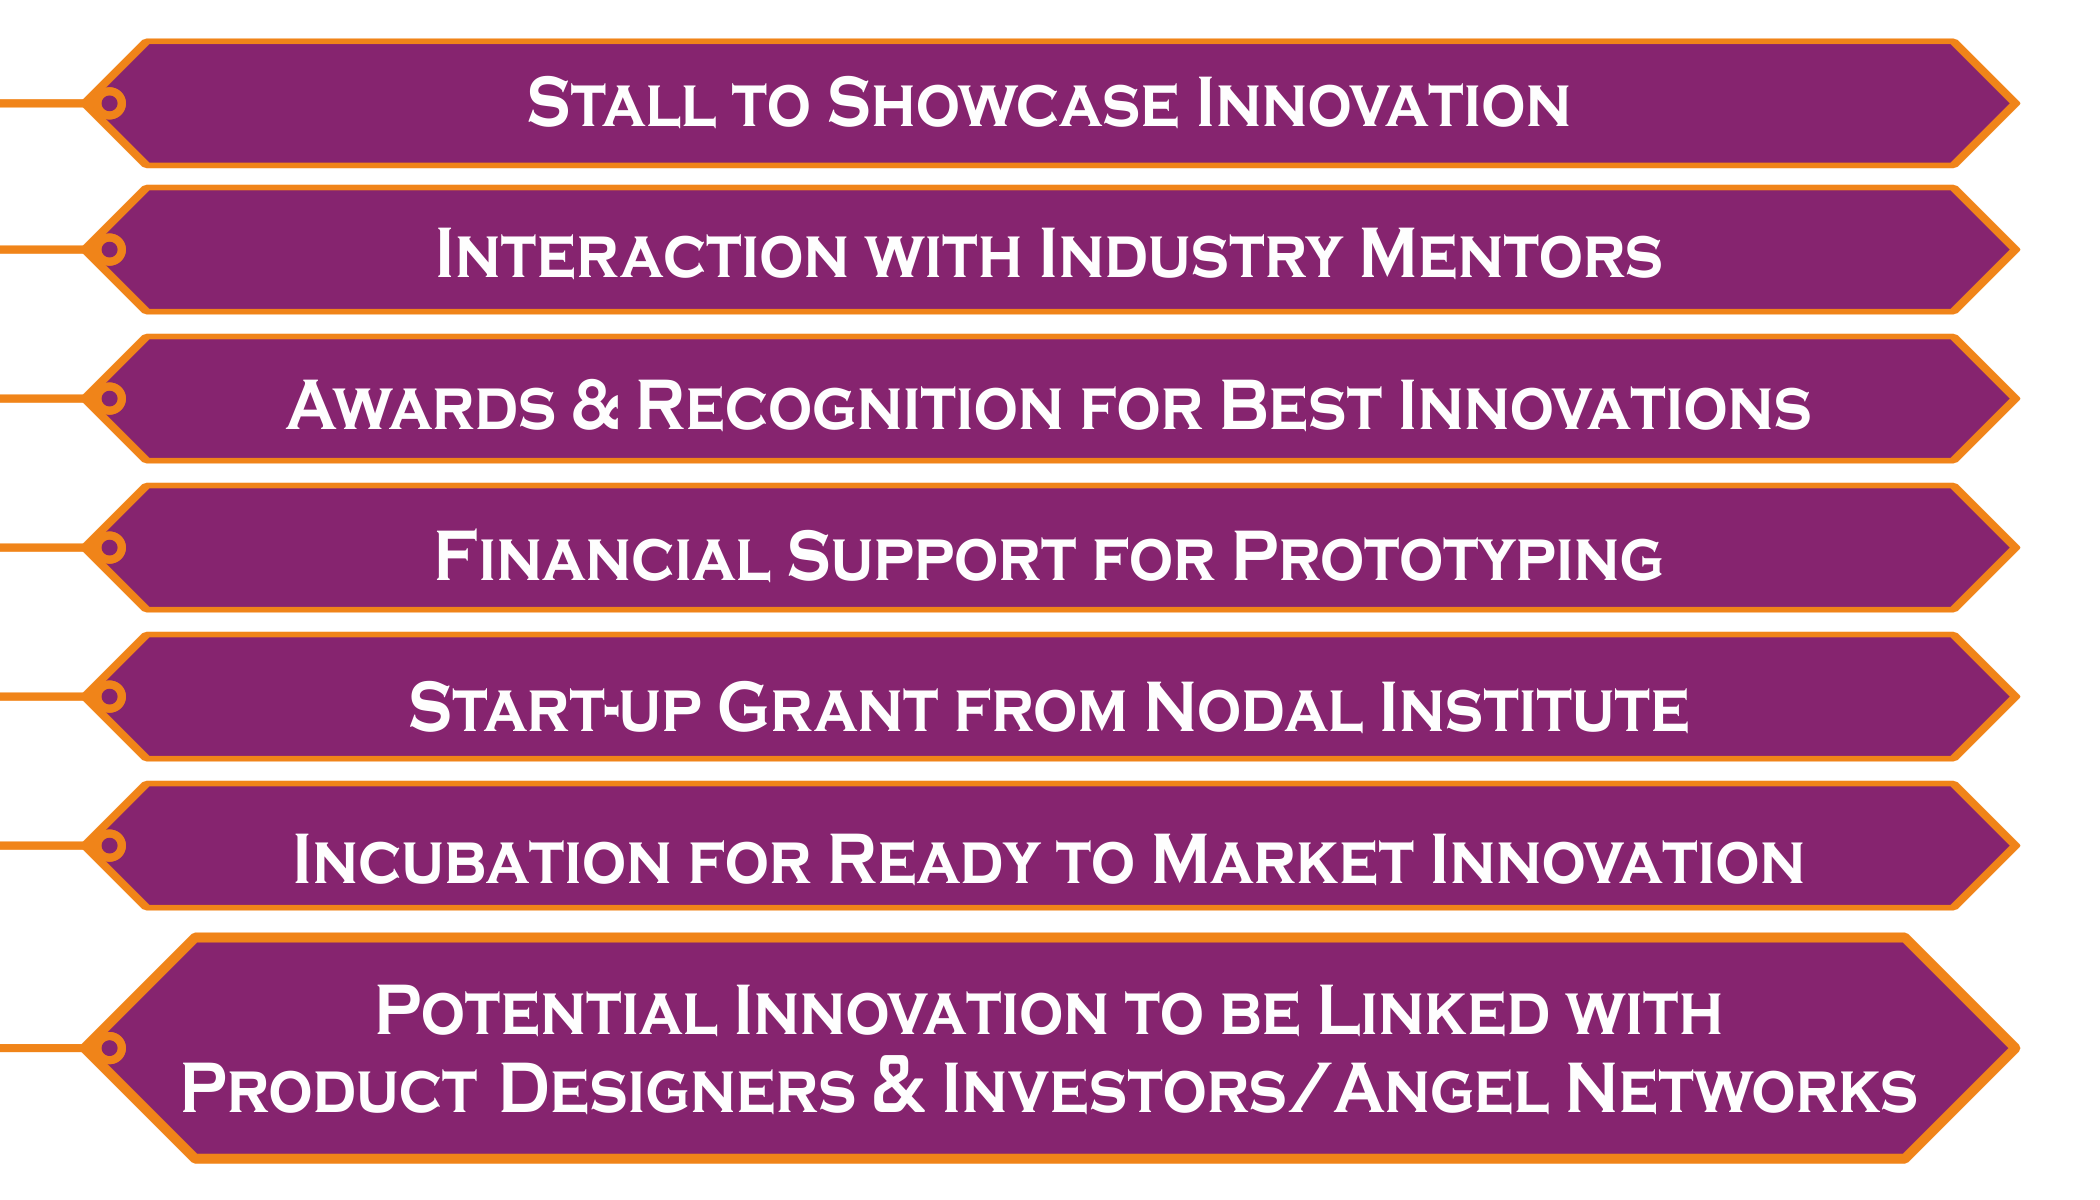 Stall to Showcase Innovation
Interaction with Industry Mentors
Awards & Recognition for Best Innovations
Financial Support for Prototyping
Start-up Grant from Nodal Institute
Incubation for Ready to Market Innovation
Potential Innovation to be Linked with
Product Designers & Investors/Angel Networks